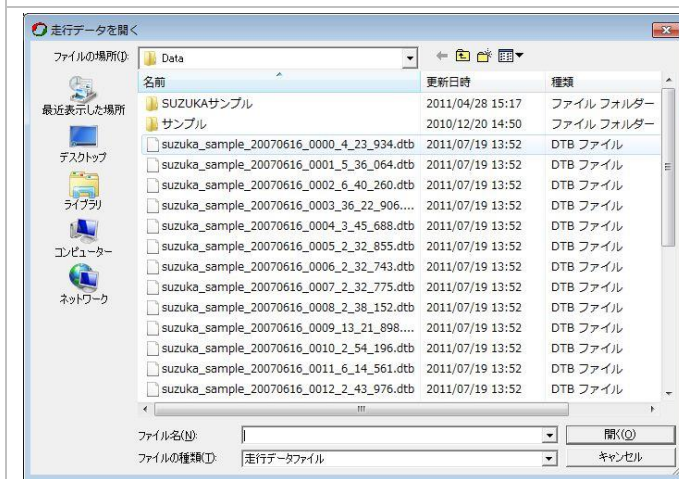 走行データを開く
ファイルの場所(I): Data
名前 更新日時 種類
SUZUKAサンプル 2011/04/28 15:17 ファイル フォルダー
サンプル 2010/12/20 14:50 ファイル フォルダー
suzuka_sample_20070616_0000_4_23_934.dtb 2011/07/19 13:52 DTB ファイル
suzuka_sample_20070616_0001_5_36_064.dtb 2011/07/19 13:52 DTB ファイル
suzuka_sample_20070616_0002_6_40_260.dtb 2011/07/19 13:52 DTB ファイル
suzuka_sample_20070616_0003_36_22_906.... 2011/07/19 13:52 DTB ファイル
suzuka_sample_20070616_0004_3_45_688.dtb 2011/07/19 13:52 DTB ファイル
suzuka_sample_20070616_0005_2_32_855.dtb 2011/07/19 13:52 DTB ファイル
suzuka_sample_20070616_0006_2_32_743.dtb 2011/07/19 13:52 DTB ファイル
suzuka_sample_20070616_0007_2_32_775.dtb 2011/07/19 13:52 DTB ファイル
suzuka_sample_20070616_0008_2_38_152.dtb 2011/07/19 13:52 DTB ファイル
suzuka_sample_20070616_0009_13_21_898.... 2011/07/19 13:52 DTB ファイル
suzuka_sample_20070616_0010_2_54_196.dtb 2011/07/19 13:52 DTB ファイル
suzuka_sample_20070616_0011_6_14_561.dtb 2011/07/19 13:52 DTB ファイル
suzuka_sample_20070616_0012_2_43_976.dtb 2011/07/19 13:52 DTB ファイル
最近表示した場所
デスクトップ
ライブラリ
コンピューター
ネットワーク
ファイル名(N): 開く(O)
ファイルの種類(T): 走行データファイル キャンセル